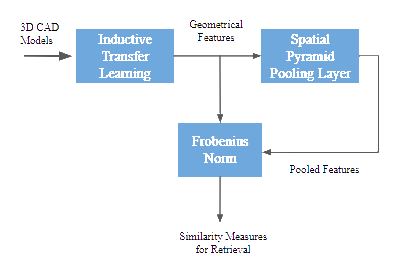 3D CAD
Models
Inductive
Transfer
Learning
Geometrical
Features
Spatial
Pyramid
Pooling Layer
Frobenius
Norm
Pooled Features
Similarity Measures
for Retrieval